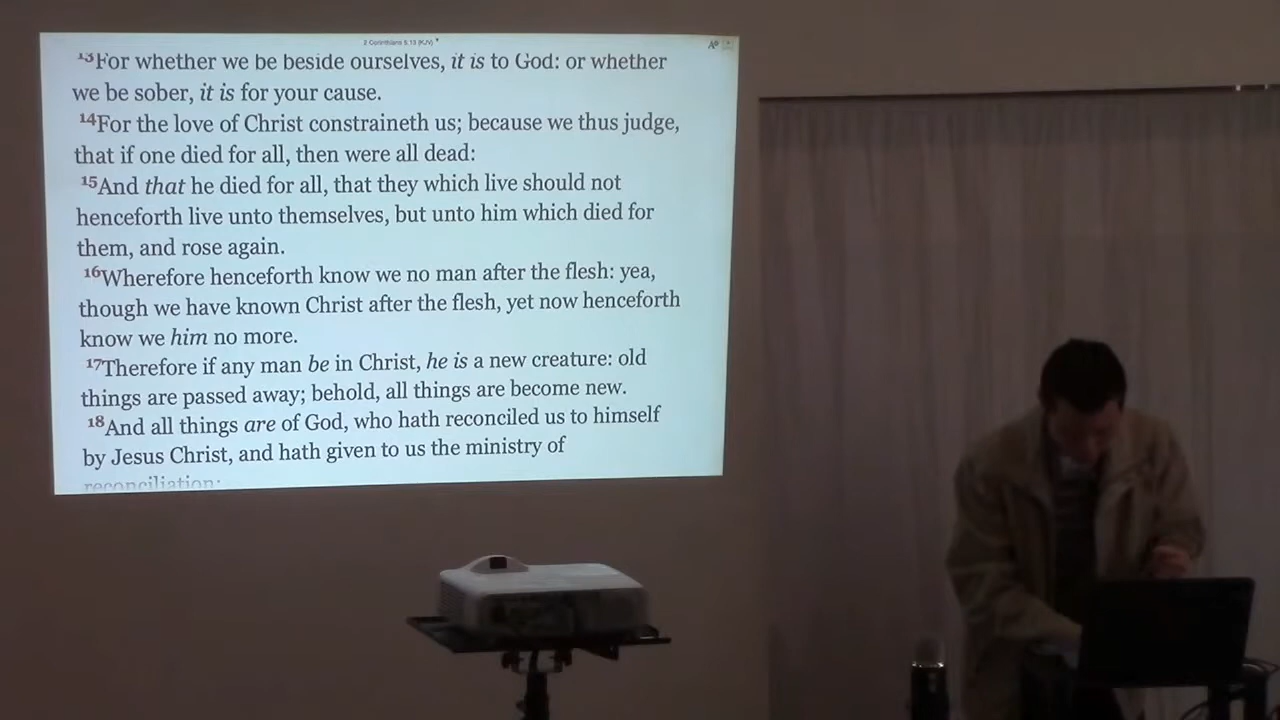 2 Corinthians 5:13 (KJV)
13For whether we be beside ourselves, it is to God: or whether
we be sober, it is for your cause.
14For the love of Christ constraineth us; because we thus judge,
that if one died for all, then were all dead:
15And that he died for all, that they which live should not
henceforth live unto themselves, but unto him which died for
them, and rose again.
16Wherefore henceforth know we no man after the flesh: yea,
though we have known Christ after the flesh, yet now henceforth
know we him no more.
17Therefore if any man be in Christ, he is a new creature: old
things are passed away; behold, all things are become new.
18And all things are of God, who hath reconciled us to himself
by Jesus Christ, and hath given to us the ministry of
reconciliation: